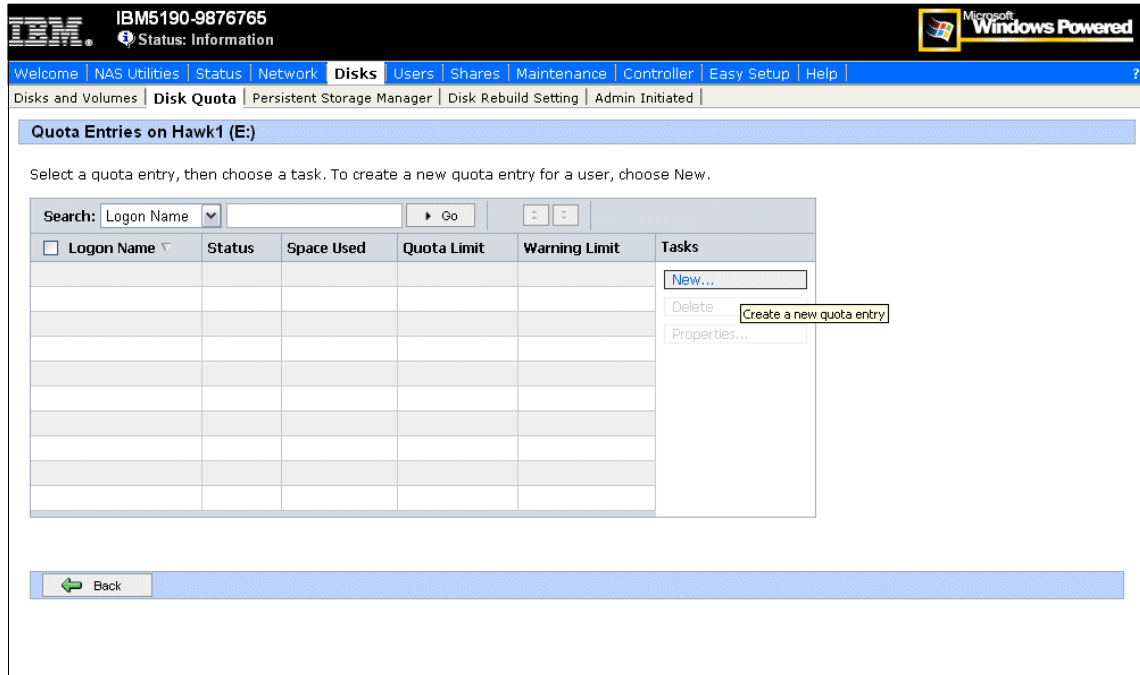 IBM®
IBM5190-9876765
Status: Information
Microsoft
Windows Powered
Welcome | NAS Utilities | Status | Network | Disks | Users | Shares | Maintenance | Controller | Easy Setup | Help | ?
Disks and Volumes | Disk Quota | Persistent Storage Manager | Disk Rebuild Setting | Admin Initiated |
Quota Entries on Hawk1 (E:)
Select a quota entry, then choose a task. To create a new quota entry for a user, choose New.
Search: Logon Name Go
Logon Name Status Space Used Quota Limit Warning Limit Tasks
New...
Delete
Create a new quota entry
Properties...
Back